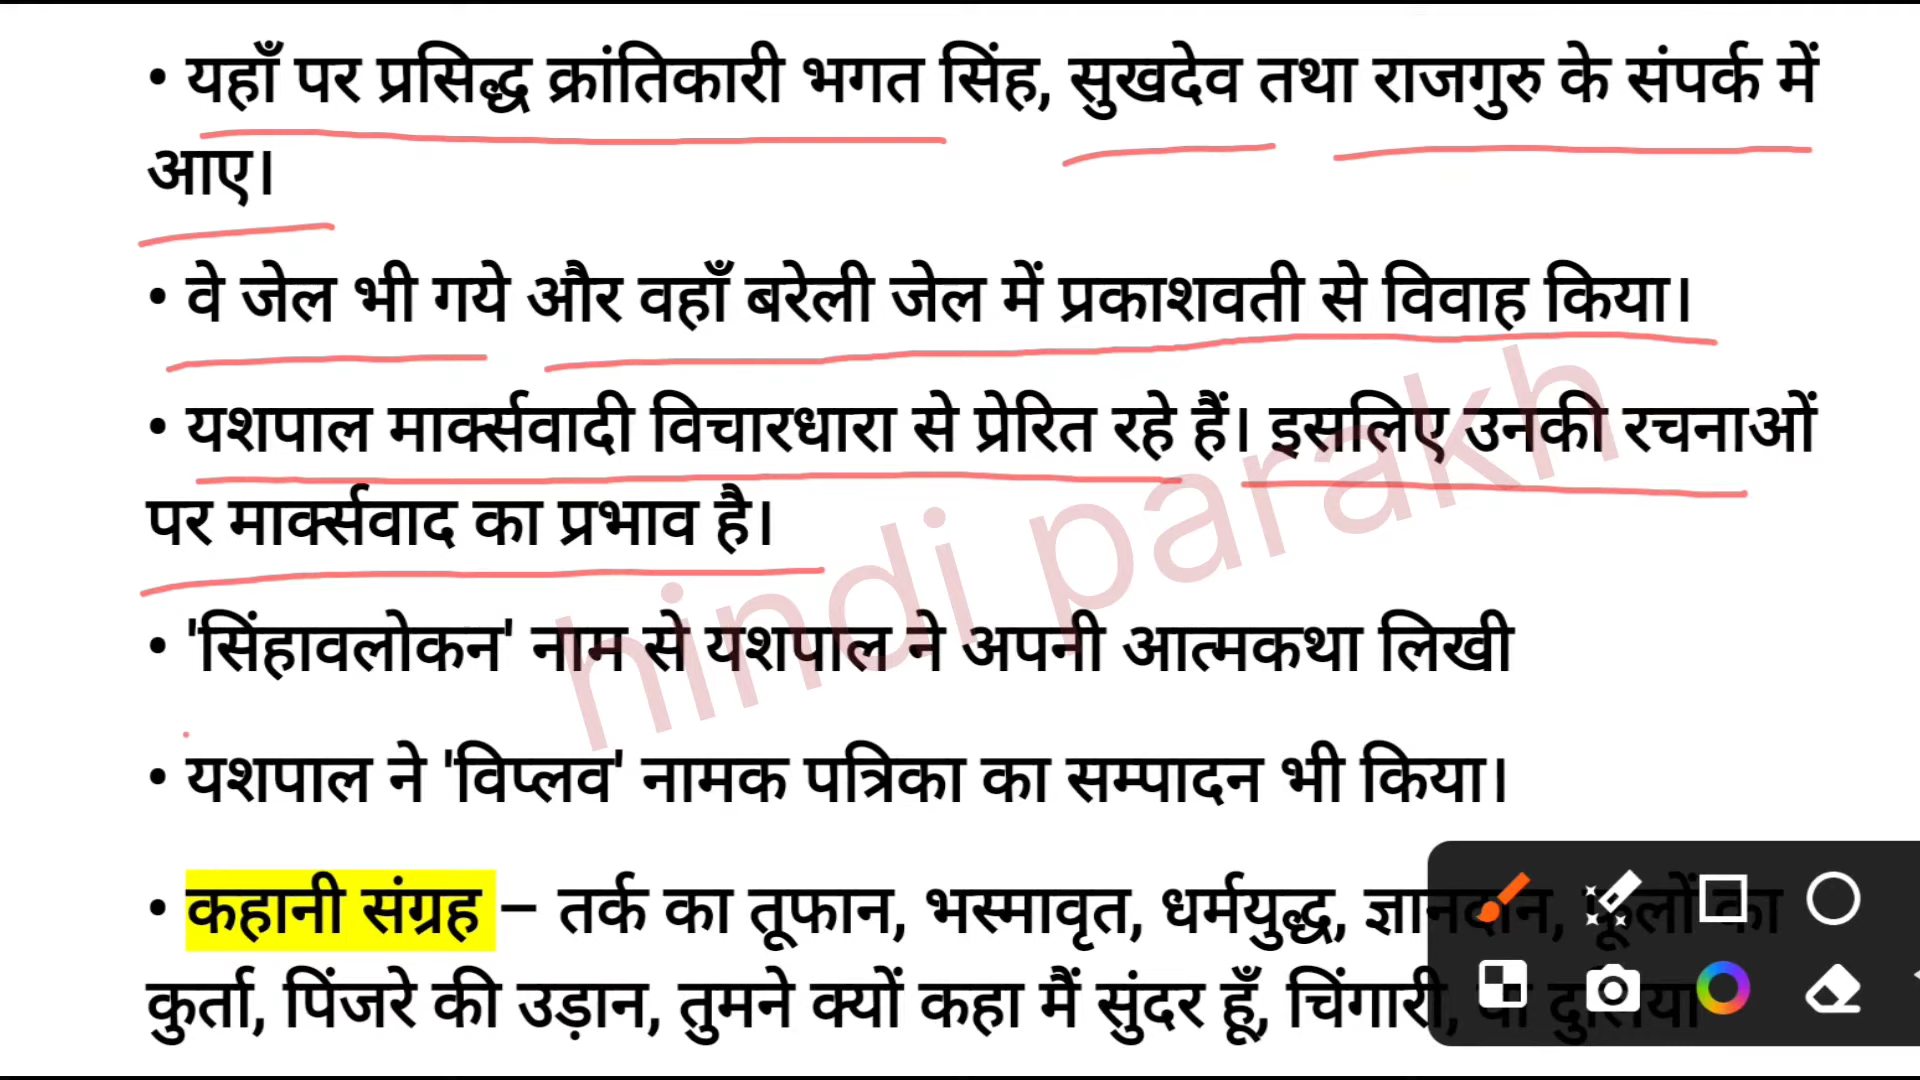 • यहाँ पर प्रसिद्ध क्रांतिकारी भगत सिंह, सुखदेव तथा राजगुरु के संपर्क में
आए।
• वे जेल भी गये और वहाँ बरेली जेल में प्रकाशवती से विवाह किया।
• यशपाल मार्क्सवादी विचारधारा से प्रेरित रहे हैं। इसलिए उनकी रचनाओं
पर मार्क्सवाद का प्रभाव है।
• 'सिंहावलोकन' नाम से यशपाल ने अपनी आत्मकथा लिखी
hindi parakh
• यशपाल ने 'विप्लव' नामक पत्रिका का सम्पादन भी किया।
• कहानी संग्रह – तर्क का तूफान, भस्मावृत, धर्मयुद्ध, ज्ञानदान, फूलों का
कुर्ता, पिंजरे की उड़ान, तुमने क्यों कहा मैं सुंदर हूँ, चिंगारी,